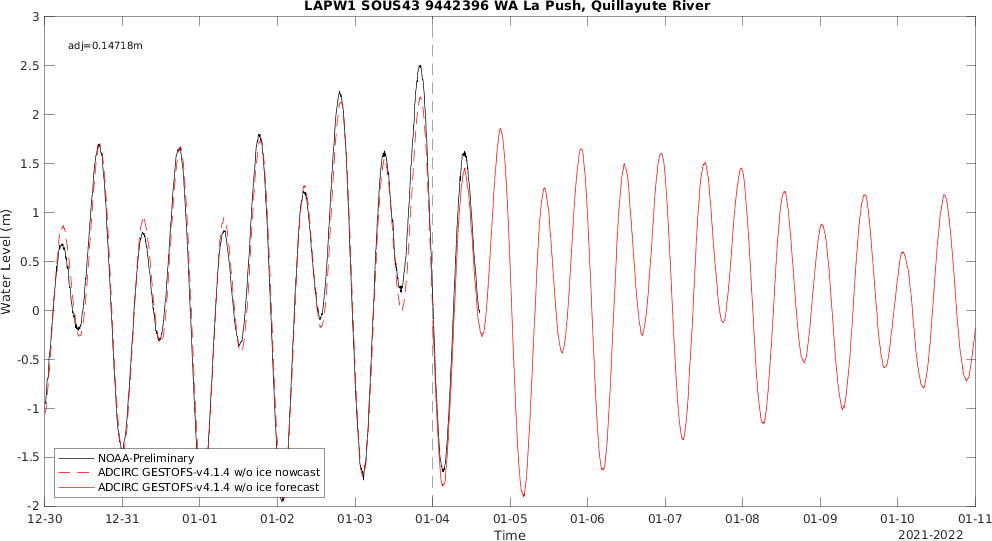 LAPW1 SOUS43 9442396 WA La Push, Quillayute River
adj=0.14718m
Water Level (m)
3
2.5
2
1.5
1
0.5
0
-0.5
-1
-1.5
-2
NOAA-Preliminary
ADCIRC GESTOFS-v4.1.4 w/o ice nowcast
ADCIRC GESTOFS-v4.1.4 w/o ice forecast
12-30 12-31 01-01 01-02 01-03 01-04 01-05 01-06 01-07 01-08 01-09 01-10 01-11
Time
2021-2022